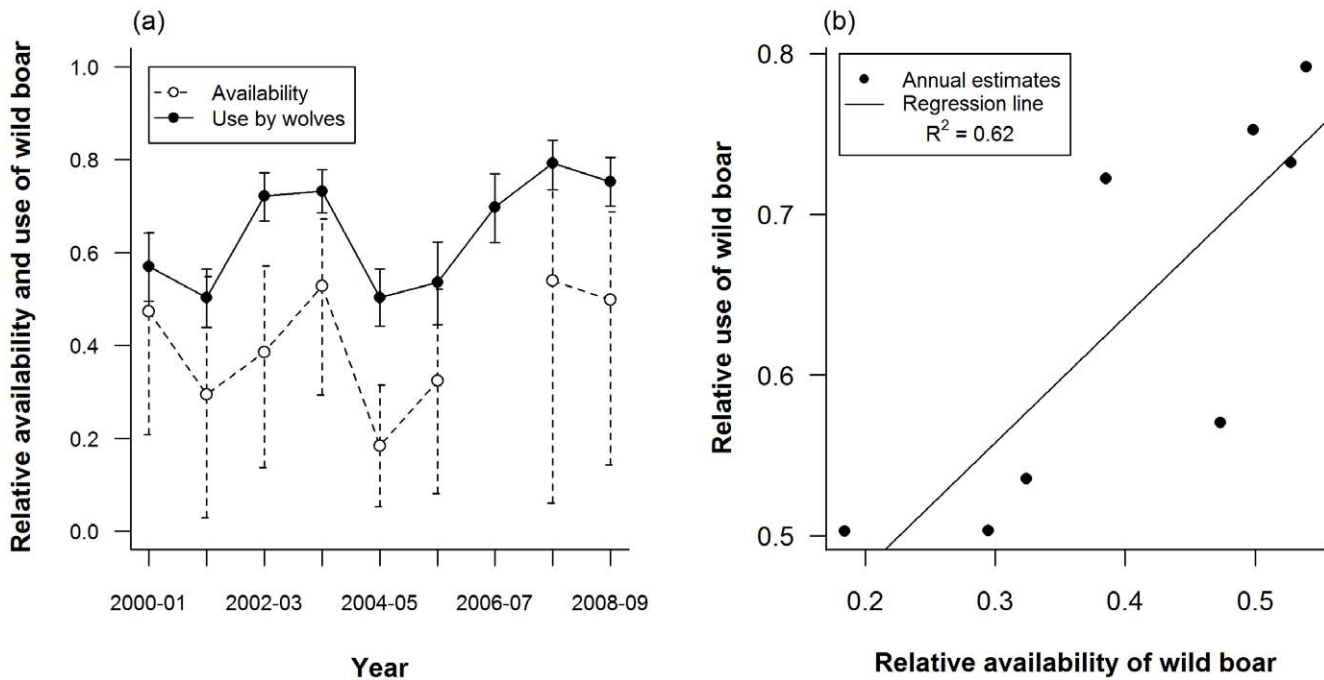 (a)
Relative availability and use of wild boar
1.0
0.8
0.6
0.4
0.2
0.0
Availability
Use by wolves
2000-01
2002-03
2004-05
2006-07
2008-09
Year
(b)
Relative use of wild boar
0.8
0.7
0.6
0.5
Annual estimates
Regression line
R² = 0.62
0.2
0.3
0.4
0.5
Relative availability of wild boar